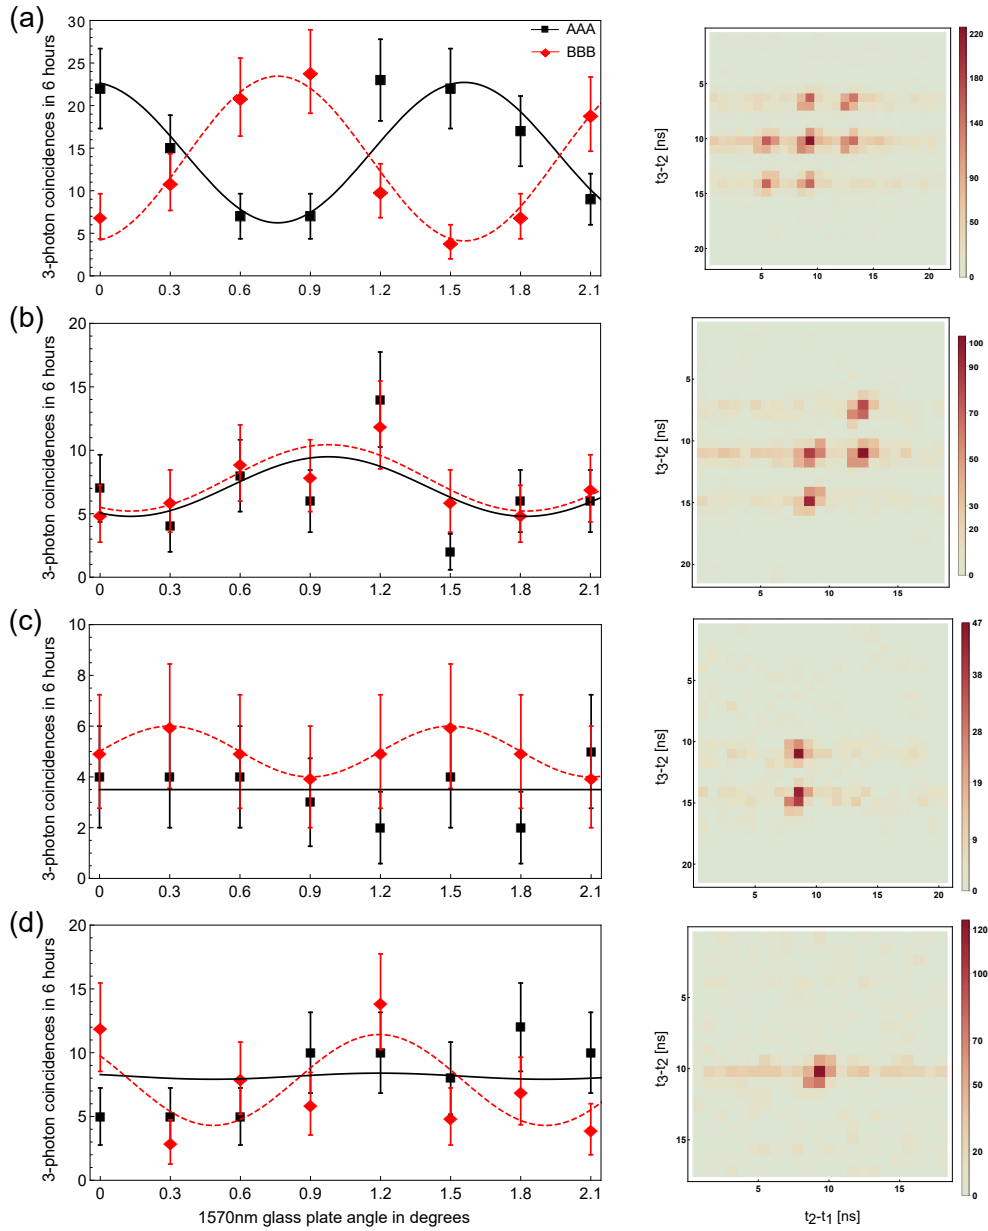 (a)
3-photon coincidences in 6 hours
30
25
20
15
10
5
0
AAA
BBB
0 0.3 0.6 0.9 1.2 1.5 1.8 2.1
t3-t2 [ns]
5
10
15
20
5 10 15 20
220
180
140
120
90
50
0
(b)
3-photon coincidences in 6 hours
20
15
10
5
0
0 0.3 0.6 0.9 1.2 1.5 1.8 2.1
t3-t2 [ns]
5
10
15
20
5 10 15
100
90
70
50
30
20
0
(c)
3-photon coincidences in 6 hours
10
8
6
4
2
0
0 0.3 0.6 0.9 1.2 1.5 1.8 2.1
t3-t2 [ns]
5
10
15
20
5 10 15 20
47
38
28
19
9
0
(d)
3-photon coincidences in 6 hours
20
15
10
5
0
0 0.3 0.6 0.9 1.2 1.5 1.8 2.1
1570nm glass plate angle in degrees
t3-t2 [ns]
5
10
15
5 10 15
t2-t1 [ns]
120
100
70
50
20
0